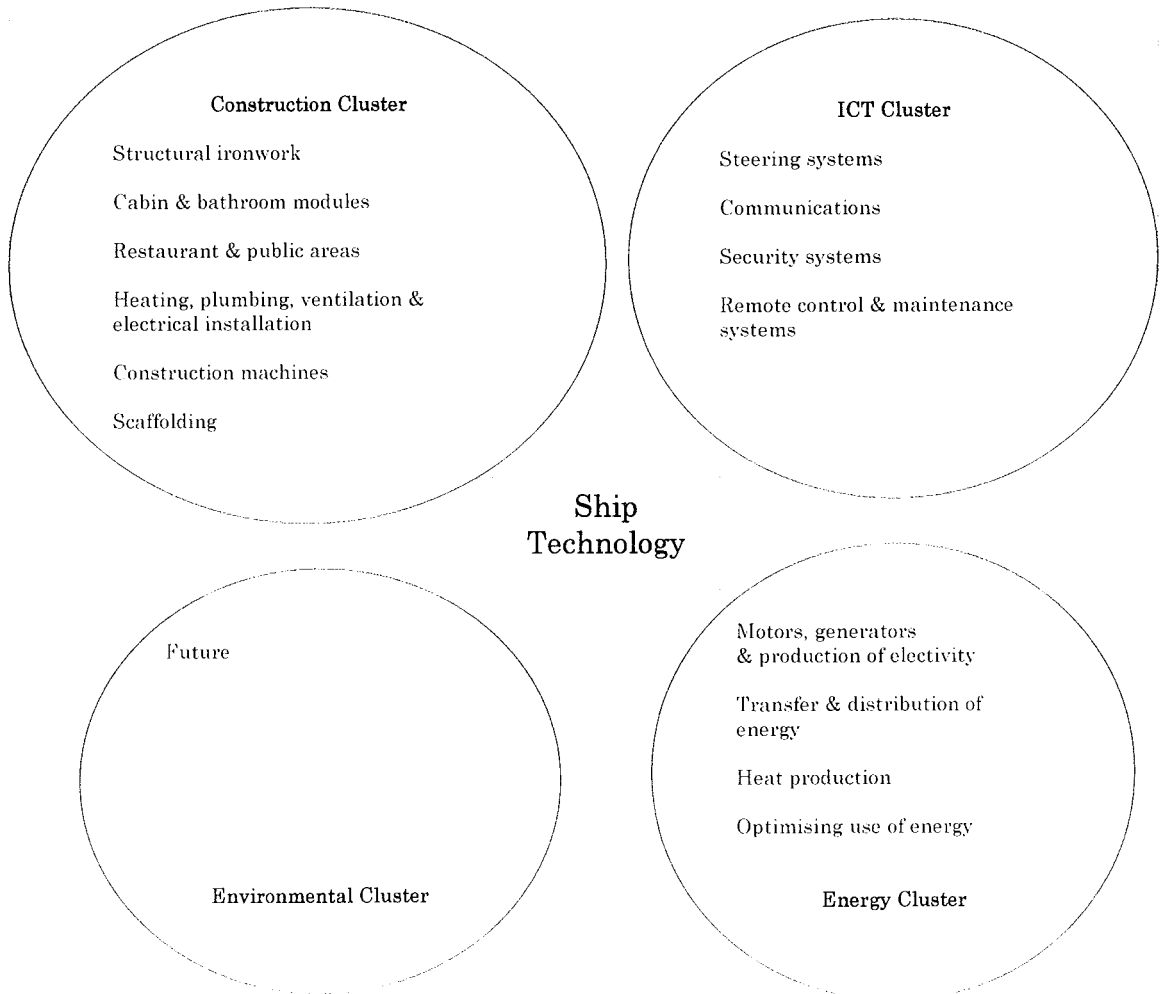 Construction Cluster
Structural ironwork
Cabin & bathroom modules
Restaurant & public areas
Heating, plumbing, ventilation &
electrical installation
Construction machines
Scaffolding
ICT Cluster
Steering systems
Communications
Security systems
Remote control & maintenance
systems
Ship
Technology
Future
Environmental Cluster
Motors, generators
& production of electivity
Transfer & distribution of
energy
Heat production
Optimising use of energy
Energy Cluster